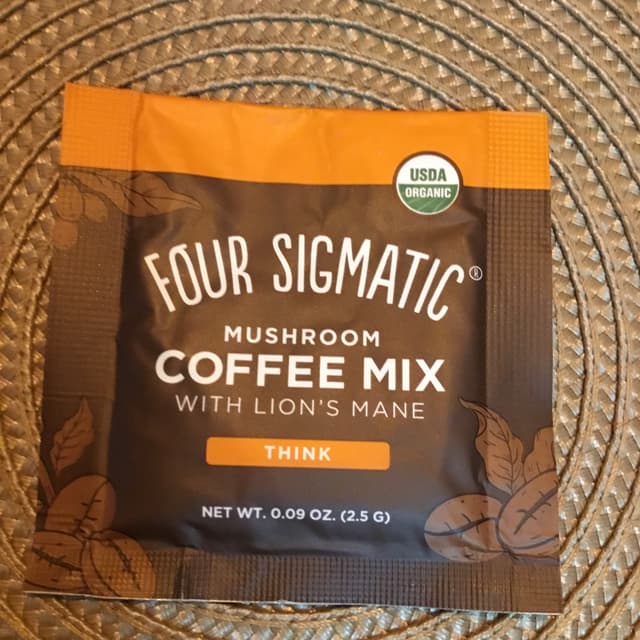 USDA
ORGANIC
FOUR SIGMATIC®
MUSHROOM
COFFEE MIX
WITH LION'S MANE
THINK
NET WT. 0.09 OZ. (2.5 G)